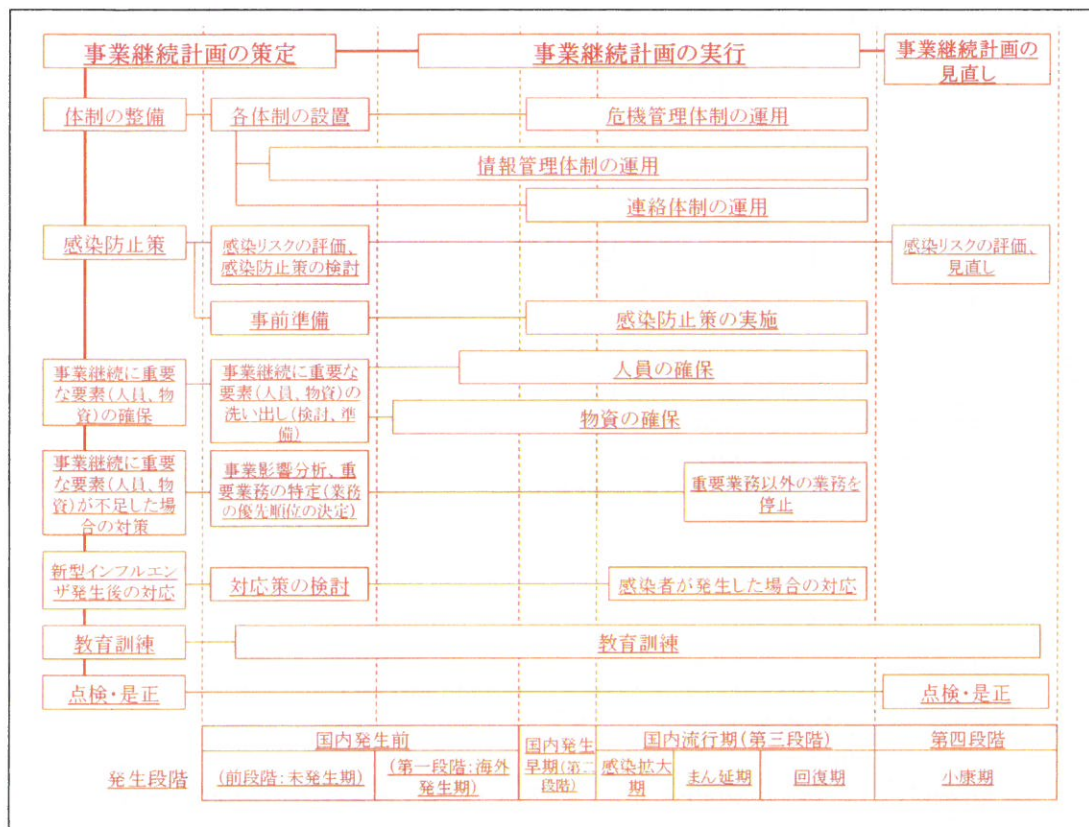 事業継続計画の策定
事業継続計画の実行
事業継続計画の
見直し
体制の整備
各体制の設置
危機管理体制の運用
情報管理体制の運用
連絡体制の運用
感染防止策
感染リスクの評価、
感染防止策の検討
感染リスクの評価、
見直し
事前準備
感染防止策の実施
事業継続に重要
な要素(人員、物
資)の確保
事業継続に重要な
要素(人員、物資)の
洗い出し(検討、準
備)
人員の確保
物資の確保
事業継続に重要
な要素(人員、物
資)が不足した場
合の対策
事業影響分析、重
要業務の特定(業務
の優先順位の決定)
重要業務以外の業務を
停止
新型インフルエン
ザ発生後の対応
対応策の検討
感染者が発生した場合の対応
教育訓練
教育訓練
点検・是正
点検・是正
発生段階
国内発生前
(前段階:未発生期)
(第一段階:海外
発生期)
国内発生
早期(第二
段階)
国内流行期(第三段階)
感染拡大
期
まん延期
回復期
第四段階
小康期